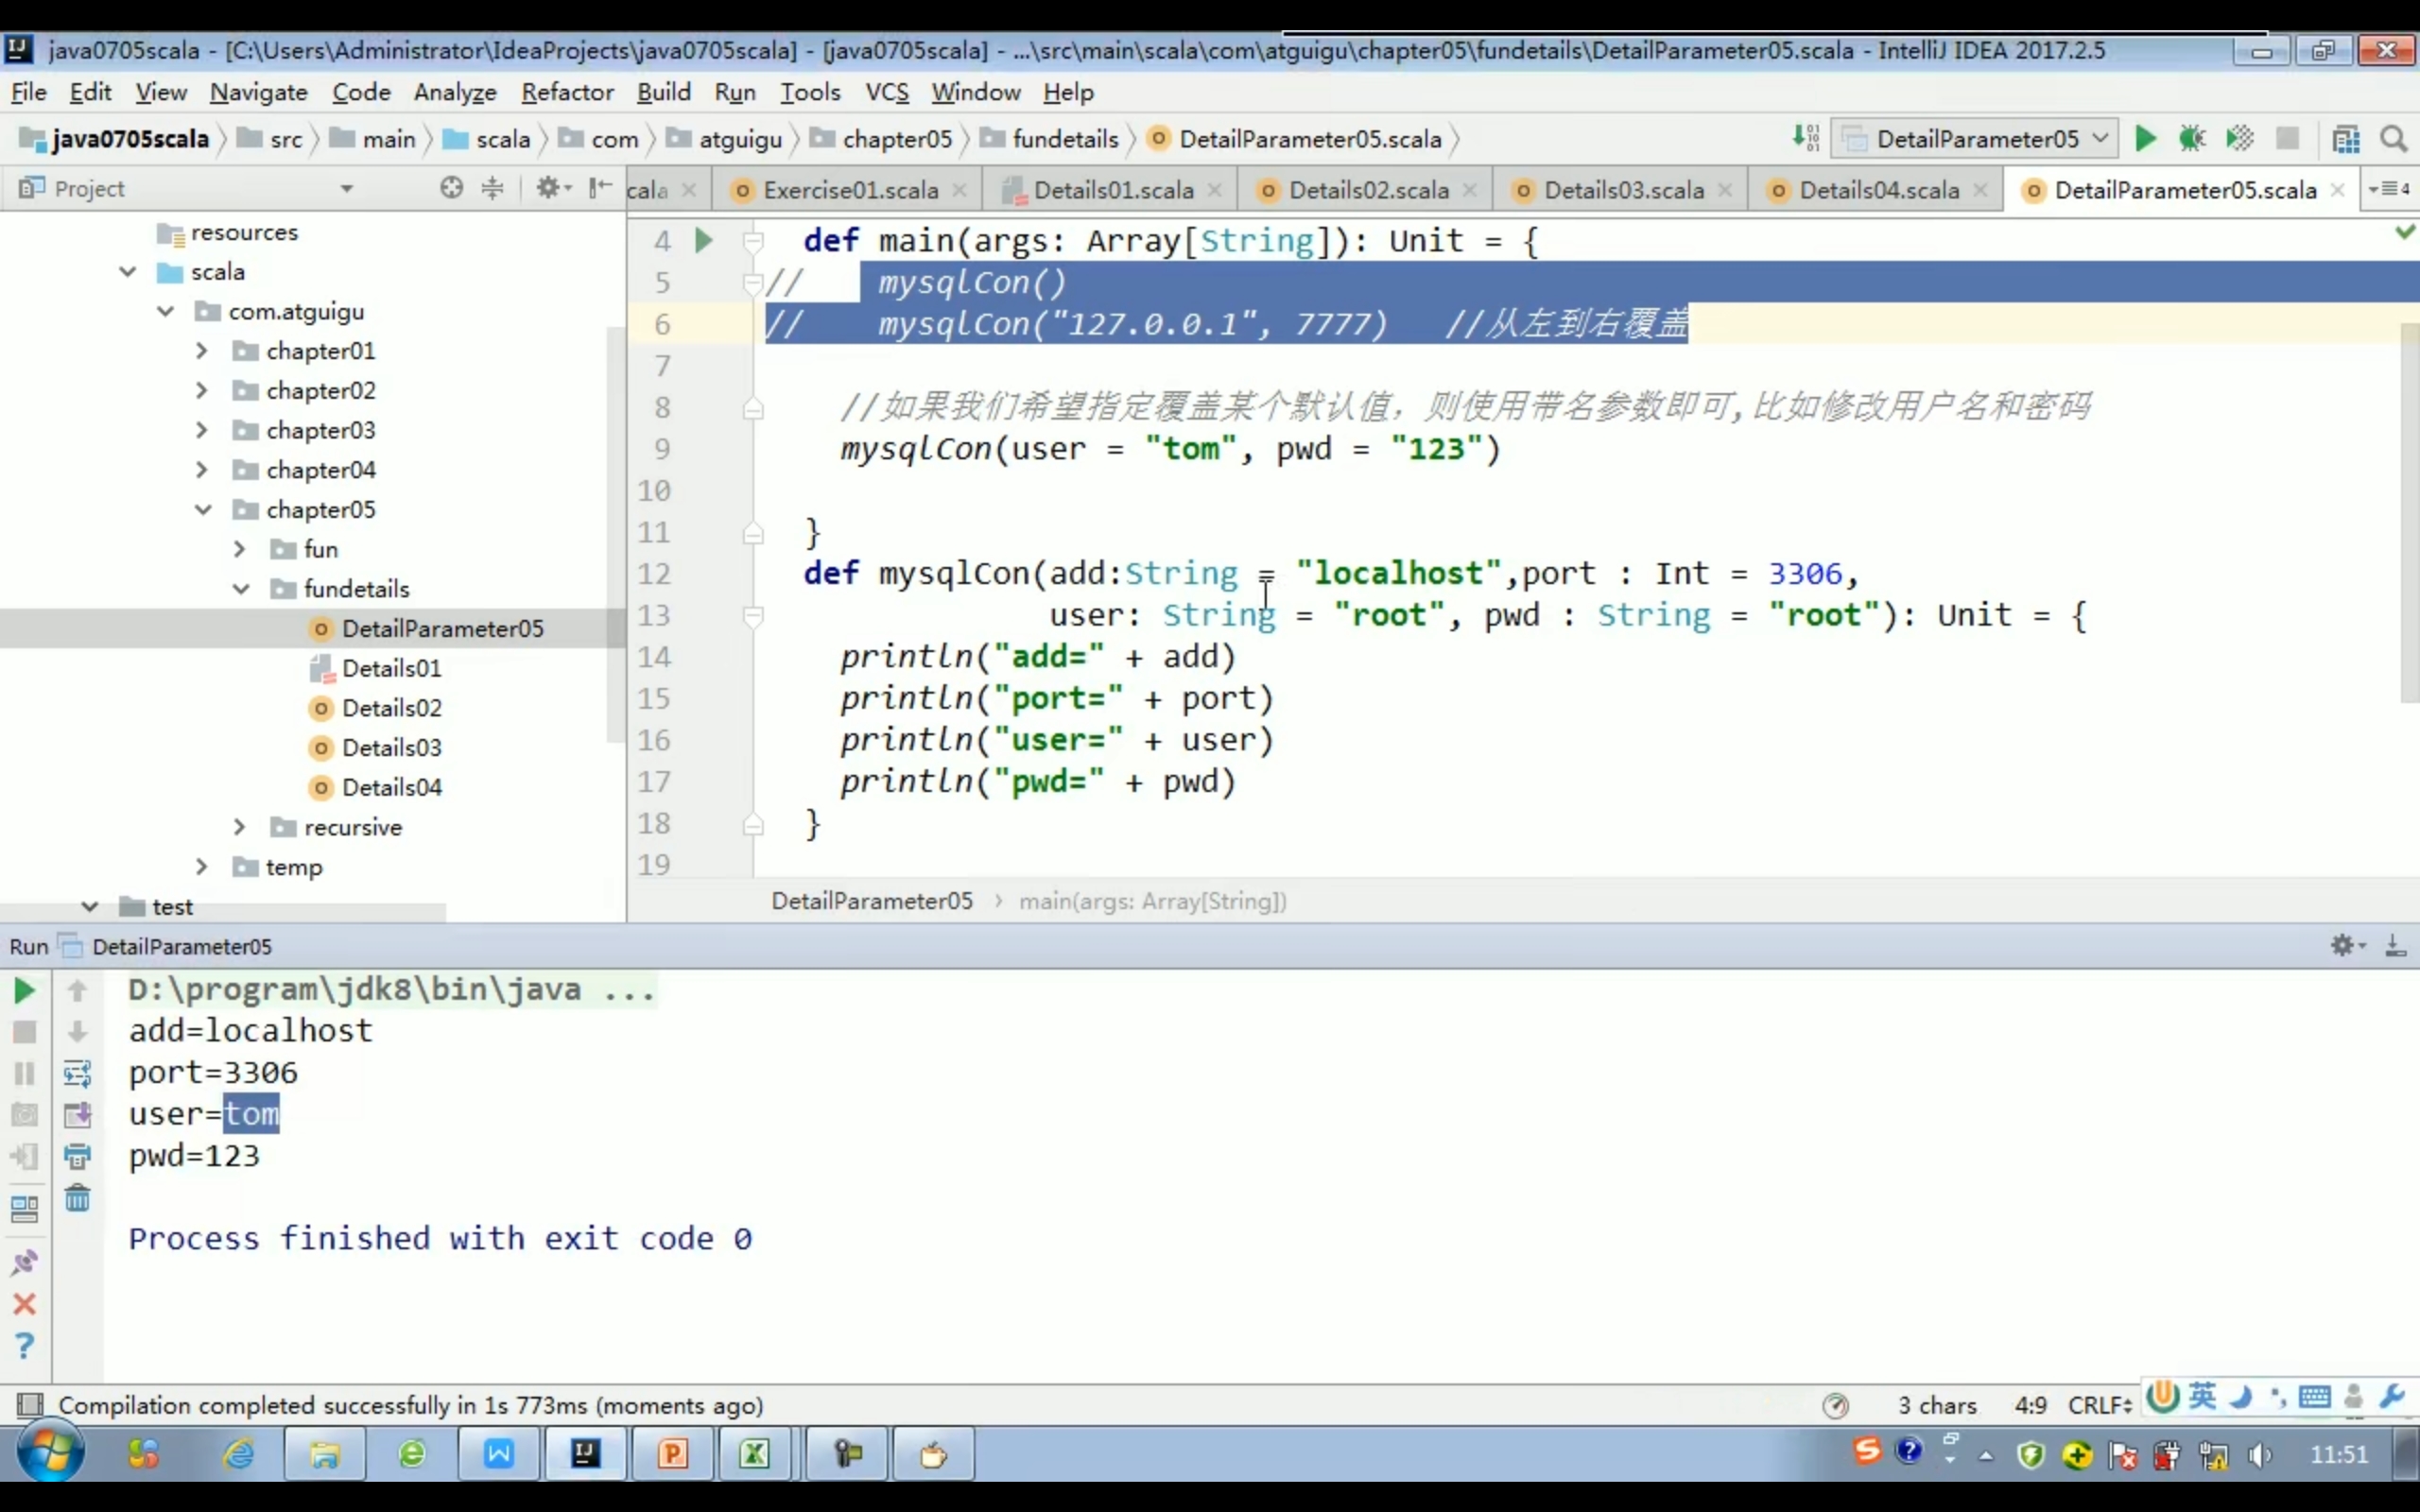 java0705scala - [C:\Users\Administrator\IdeaProjects\java0705scala] - [java0705scala] - ...\src\main\scala\com\atguigu\chapter05\fundetails\DetailParameter05.scala - IntelliJ IDEA 2017.2.5
File Edit View Navigate Code Analyze Refactor Build Run Tools VCS Window Help
java0705scala src main scala com atguigu chapter05 fundetails DetailParameter05.scala DetailParameter05
Project cala Exercise01.scala Details01.scala Details02.scala Details03.scala Details04.scala DetailParameter05.scala 4
resources
scala
com.atguigu
chapter01
chapter02
chapter03
chapter04
chapter05
fun
fundetails
DetailParameter05
Details01
Details02
Details03
Details04
recursive
temp
test
4 def main(args: Array[String]): Unit = {
5 // mysqlCon()
6 // mysqlCon("127.0.0.1", 7777) //从左到右覆盖
7
8 //如果我们希望指定覆盖某个默认值，则使用带名参数即可,比如修改用户名和密码
9 mysqlCon(user = "tom", pwd = "123")
10
11 }
12 def mysqlCon(add:String = "localhost",port : Int = 3306,
13 user: String = "root", pwd : String = "root"): Unit = {
14 println("add=" + add)
15 println("port=" + port)
16 println("user=" + user)
17 println("pwd=" + pwd)
18 }
19
DetailParameter05 › main(args: Array[String])
Run DetailParameter05
D:\program\jdk8\bin\java ...
add=localhost
port=3306
user=tom
pwd=123
Process finished with exit code 0
Compilation completed successfully in 1s 773ms (moments ago) 3 chars 4:9 CRLF 英
11:51